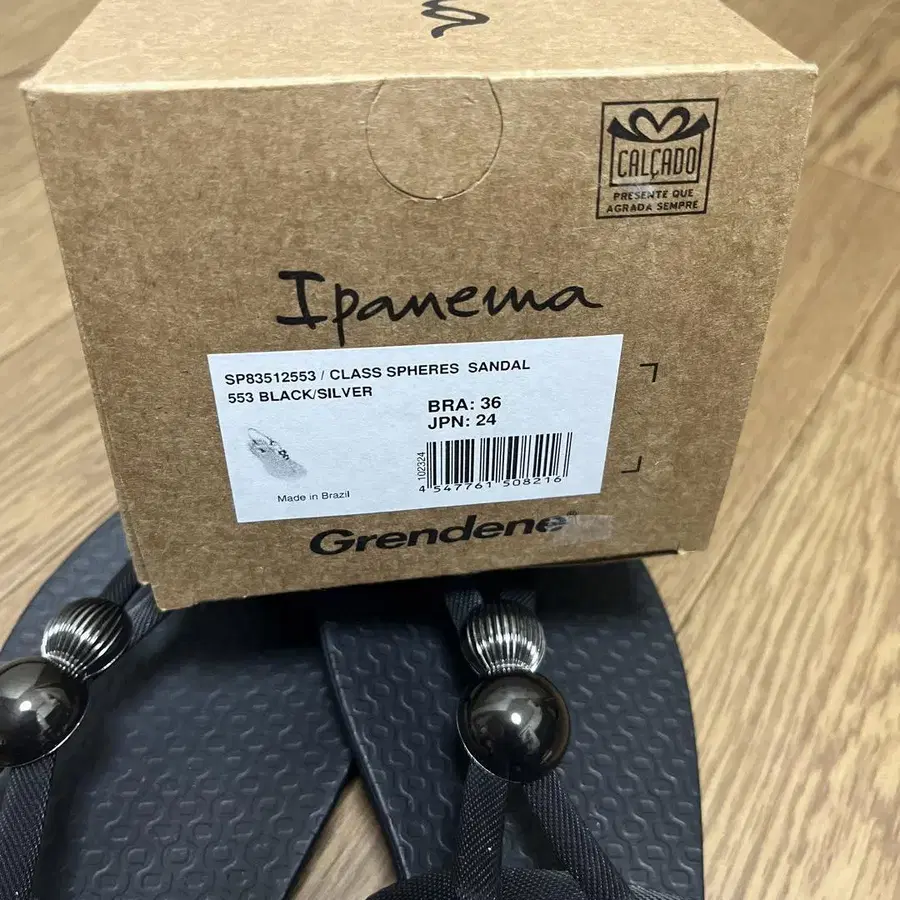 CALÇADO
PRESENTE QUE
AGRADA SEMPRE
Ipanema
SP83512553 / CLASS SPHERES SANDAL
553 BLACK/SILVER
BRA: 36
JPN: 24
102324
4 547761 508216
Made in Brazil
Grendene